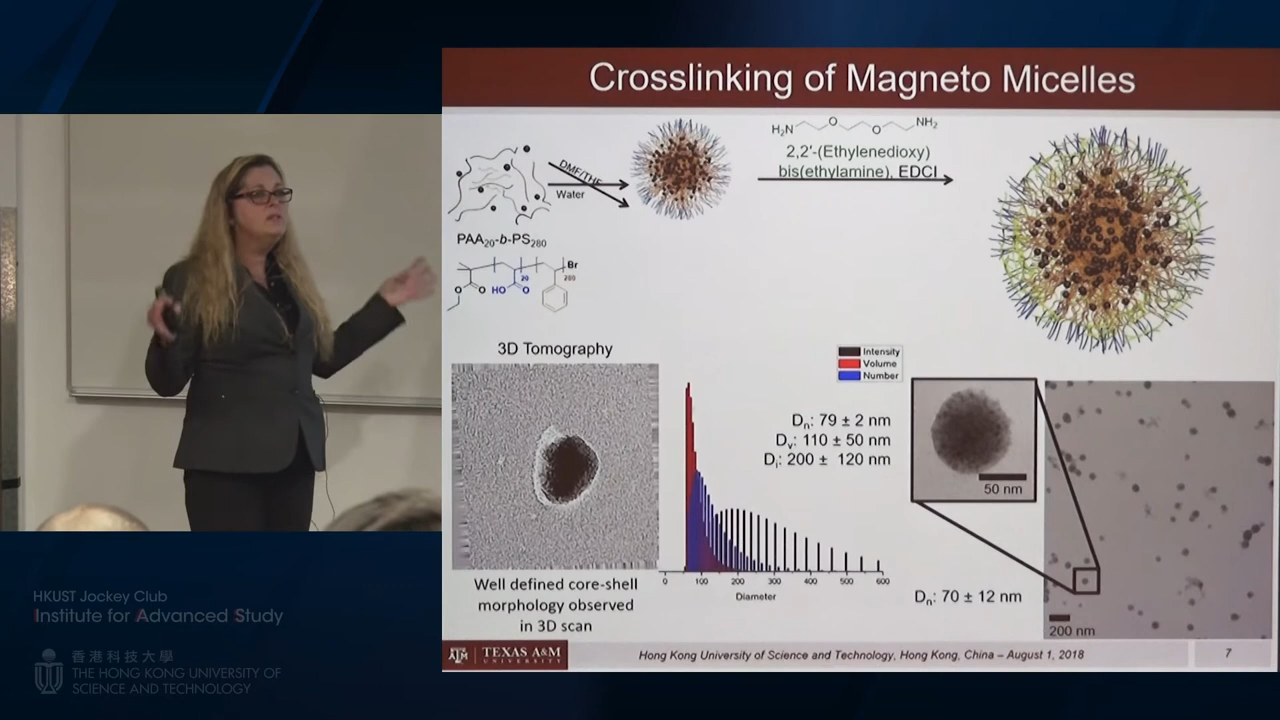 Crosslinking of Magneto Micelles
DMF/THF
Water
H₂N O O NH₂
2,2'-(Ethylenedioxy)
bis(ethylamine), EDCI
PAA₂₀-b-PS₂₈₀
Br
20
280
O O HO O
3D Tomography
Well defined core-shell
morphology observed
in 3D scan
Intensity
Volume
Number
Dₙ: 79 ± 2 nm
Dᵥ: 110 ± 50 nm
Dᵢ: 200 ± 120 nm
0 100 200 300 400 500 600
Diameter
50 nm
Dₙ: 70 ± 12 nm
200 nm
ĀM TEXAS A&M
UNIVERSITY
Hong Kong University of Science and Technology, Hong Kong, China – August 1, 2018
7
HKUST Jockey Club
Institute for Advanced Study
香港科技大學
THE HONG KONG UNIVERSITY OF
SCIENCE AND TECHNOLOGY